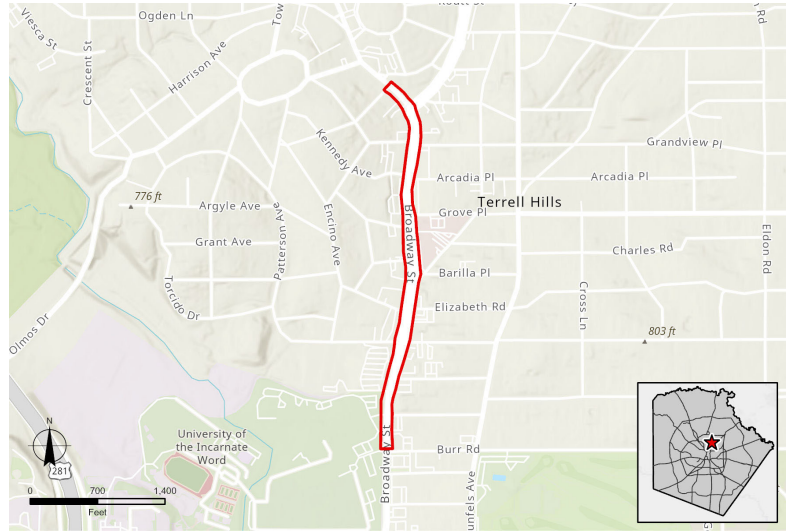 Ogden Ln
Viesca St
Crescent St
Harrison Ave
Kennedy Ave
Grandview Pl
Arcadia Pl
Arcadia Pl
776 ft
Terrell Hills
Argyle Ave
Grove Pl
Patterson Ave
Encino Ave
Broadway St
Grant Ave
Charles Rd
Eldon Rd
Barilla Pl
Torcido Dr
Elizabeth Rd
Cross Ln
Olmos Dr
803 ft
University of
the Incarnate
Word
Broadway St
Burr Rd
N
281
0 700 1,400
Feet